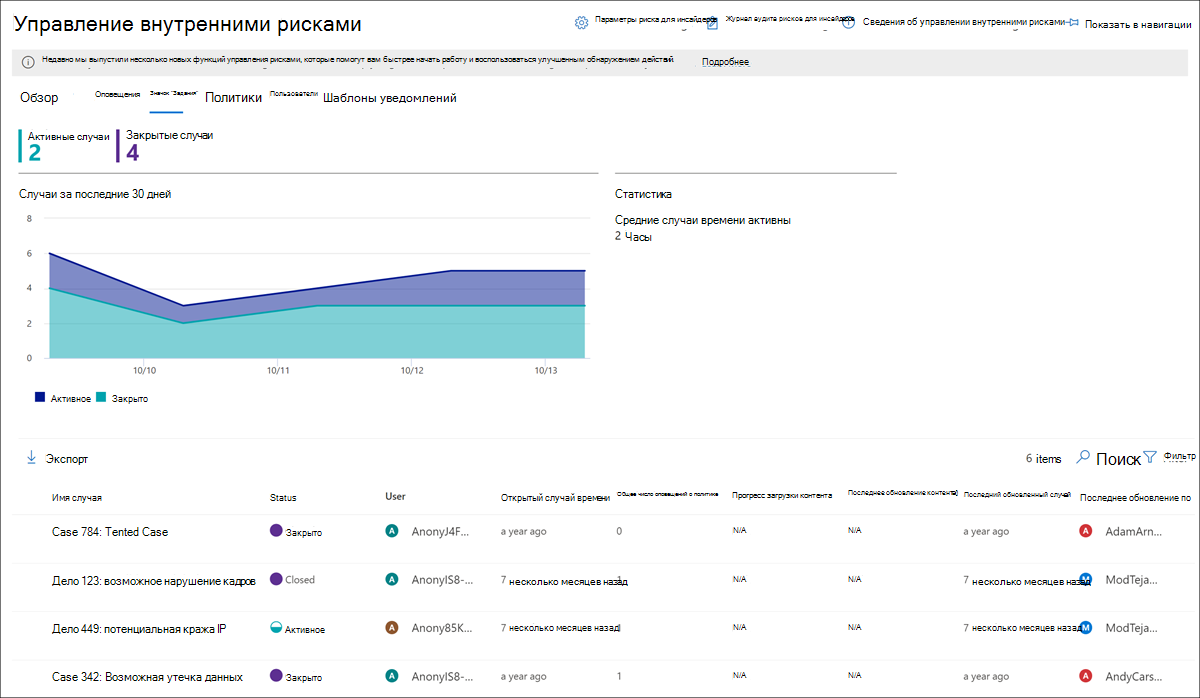 Управление внутренними рисками
Параметры риска для инсайдеров
Журнал аудита рисков для инсайдера
Сведения об управлении внутренними рисками
Показать в навигации
Недавно мы выпустили несколько новых функций управления рисками, которые помогут вам быстрее начать работу и воспользоваться улучшенным обнаружением действий. Подробнее
Обзор Оповещения Значок "Задания" Политики Пользователи Шаблоны уведомлений
Активные случаи Закрытые случаи
2 4
Случаи за последние 30 дней
8
6
4
2
0
10/10 10/11 10/12 10/13
Активное Закрыто
Статистика
Средние случаи времени активны
2 Часы
Экспорт 6 items Поиск Фильтр
Имя случая Status User Открытый случай времени Общее число оповещений о политике Прогресс загрузки контента Последнее обновление контента) Последний обновленный случай Последнее обновление по
Case 784: Tented Case Закрыто A AnonyJ4F... a year ago 0 N/A N/A a year ago A AdamArn...
Дело 123: возможное нарушение кадров Closed A AnonyIS8-... 7 несколько месяцев назад 1 N/A N/A 7 несколько месяцев назад M ModTeja...
Дело 449: потенциальная кража IP Активное A Anony85K... 7 несколько месяцев назад N/A N/A 7 несколько месяцев назад M ModTeja...
Case 342: Возможная утечка данных Закрыто A AnonyIS8-... a year ago 1 N/A N/A a year ago A AndyCars...